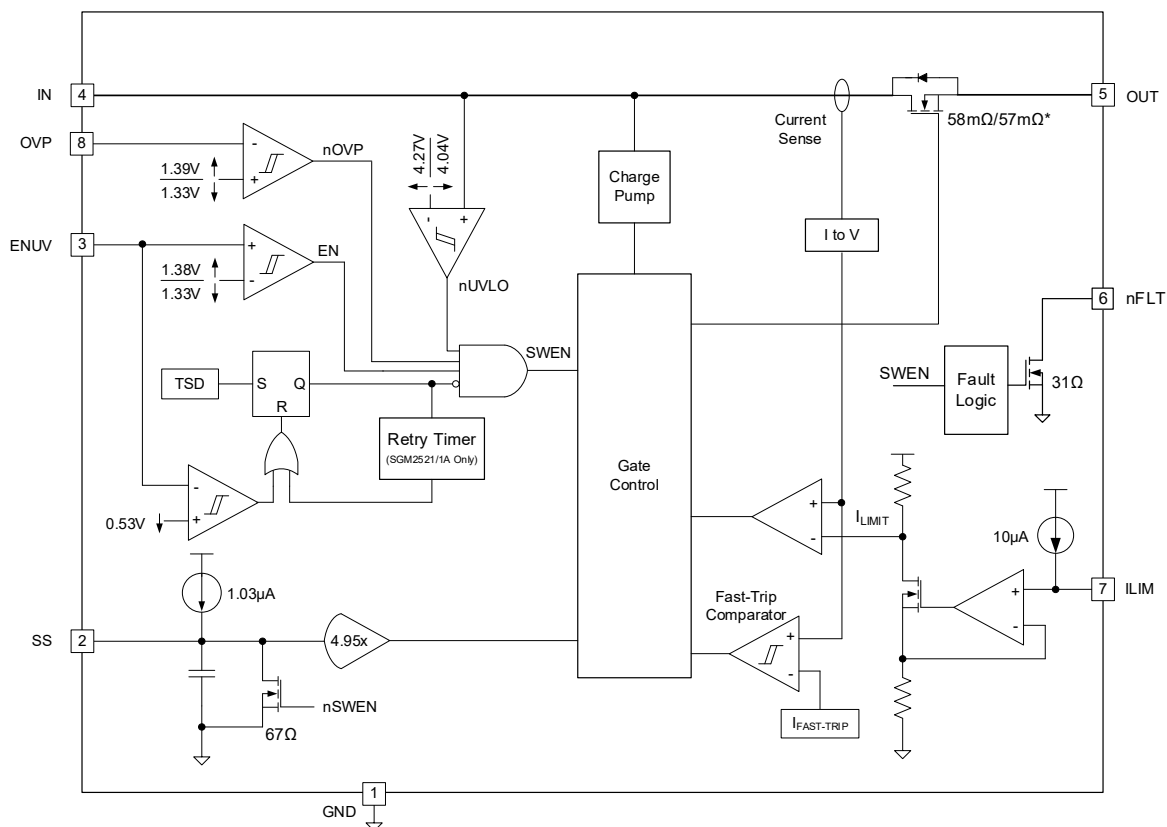 IN
4
OVP
8
1.39V
1.33V
-
+
nOVP
4.27V
4.04V
-
+
nUVLO
Charge
Pump
Current
Sense
I to V
58mΩ/57mΩ*
5
OUT
ENUV
3
1.38V
1.33V
+
-
EN
TSD
S
Q
R
Retry Timer
(SGM2521/1A Only)
SWEN
Gate
Control
6
nFLT
SWEN
Fault
Logic
31Ω
0.53V
-
+
+
-
ILIMIT
10µA
+
-
7
ILIM
1.03µA
SS
2
4.95x
nSWEN
67Ω
Fast-Trip
Comparator
+
-
IFAST-TRIP
1
GND